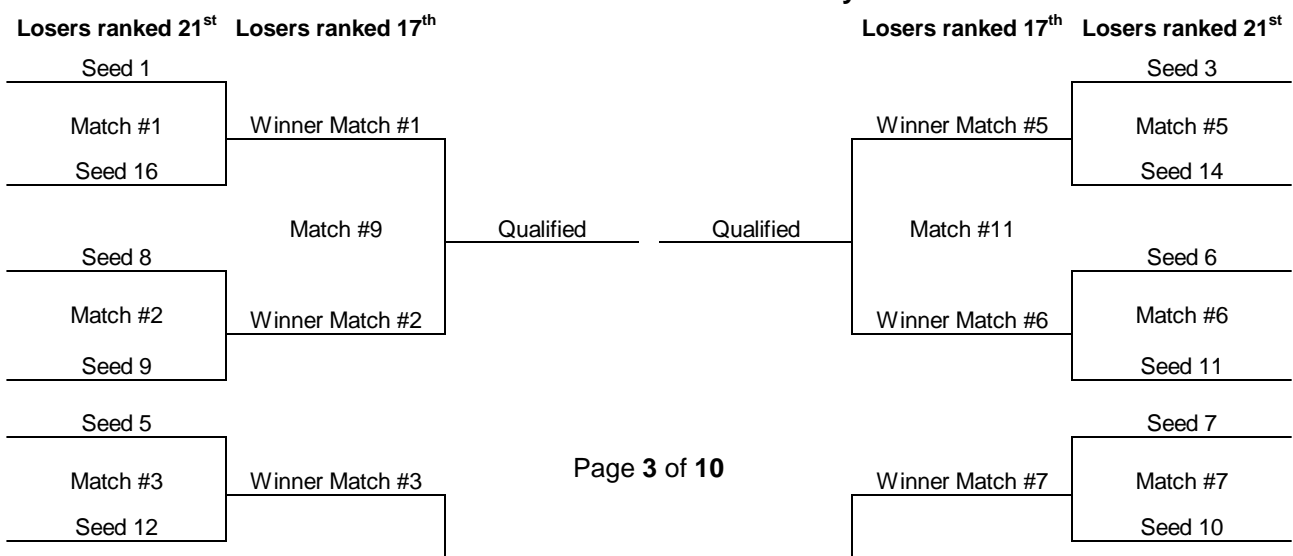 Losers ranked 21st Losers ranked 17th Losers ranked 17th Losers ranked 21st
Seed 1 Seed 3
Match #1 Winner Match #1 Winner Match #5 Match #5
Seed 16 Seed 14
Match #9 Qualified Qualified Match #11
Seed 8 Seed 6
Match #2 Winner Match #2 Winner Match #6 Match #6
Seed 9 Seed 11
Seed 5 Seed 7
Page 3 of 10
Match #3 Winner Match #3 Winner Match #7 Match #7
Seed 12 Seed 10